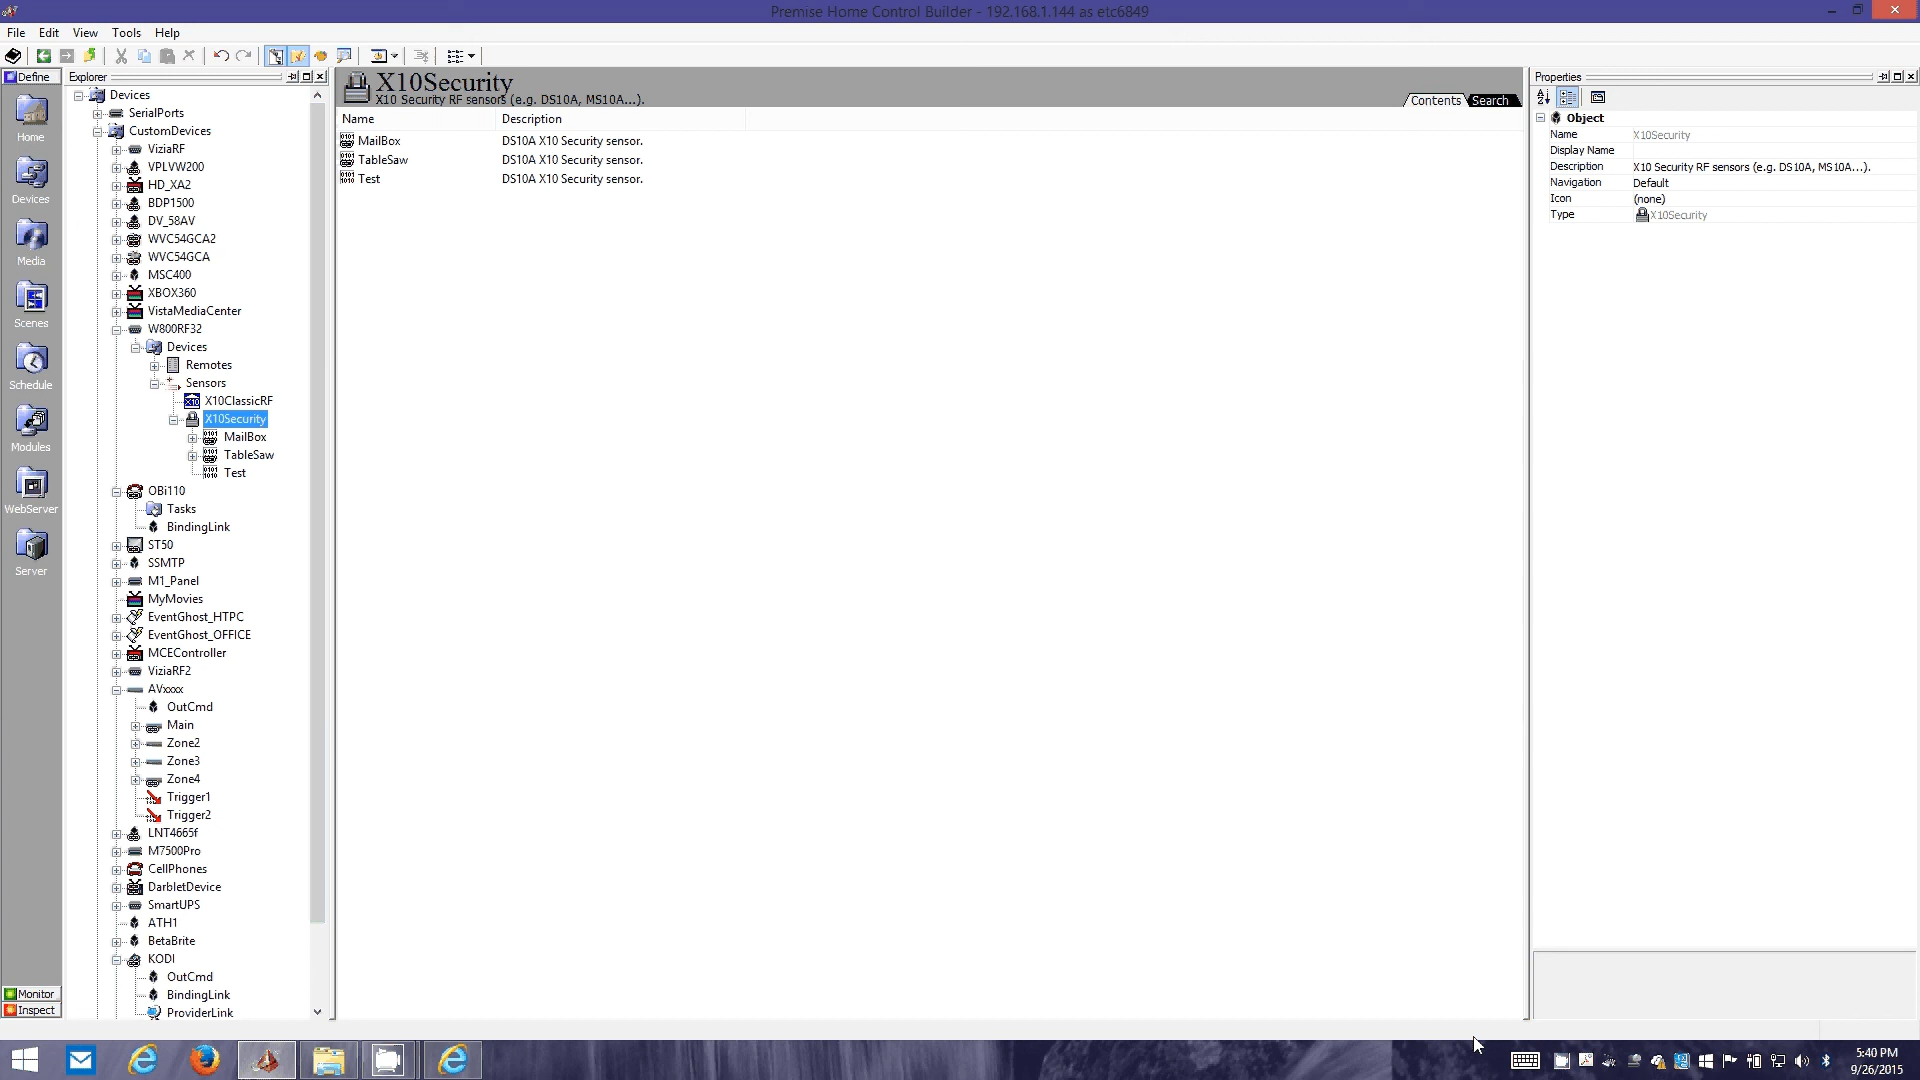 Premise Home Control Builder - 192.168.1.144 as etc6849
File Edit View Tools Help
Define
Home
Devices
Media
Scenes
Schedule
Modules
WebServer
Server
Monitor
Inspect
Explorer
Devices
SerialPorts
CustomDevices
ViziaRF
VPLVW200
HD_XA2
BDP1500
DV_58AV
WVC54GCA2
WVC54GCA
MSC400
XBOX360
VistaMediaCenter
W800RF32
Devices
Remotes
Sensors
X10ClassicRF
X10Security
MailBox
TableSaw
Test
OBi110
Tasks
BindingLink
ST50
SSMTP
M1_Panel
MyMovies
EventGhost_HTPC
EventGhost_OFFICE
MCEController
ViziaRF2
AVxxxx
OutCmd
Main
Zone2
Zone3
Zone4
Trigger1
Trigger2
LNT4665f
M7500Pro
CellPhones
DarbletDevice
SmartUPS
ATH1
BetaBrite
KODI
OutCmd
BindingLink
ProviderLink
X10Security
X10 Security RF sensors (e.g. DS10A, MS10A...).
Contents Search
Name Description
MailBox DS10A X10 Security sensor.
TableSaw DS10A X10 Security sensor.
Test DS10A X10 Security sensor.
Properties
Object
Name X10Security
Display Name
Description X10 Security RF sensors (e.g. DS10A, MS10A...).
Navigation Default
Icon (none)
Type X10Security
5:40 PM
9/26/2015